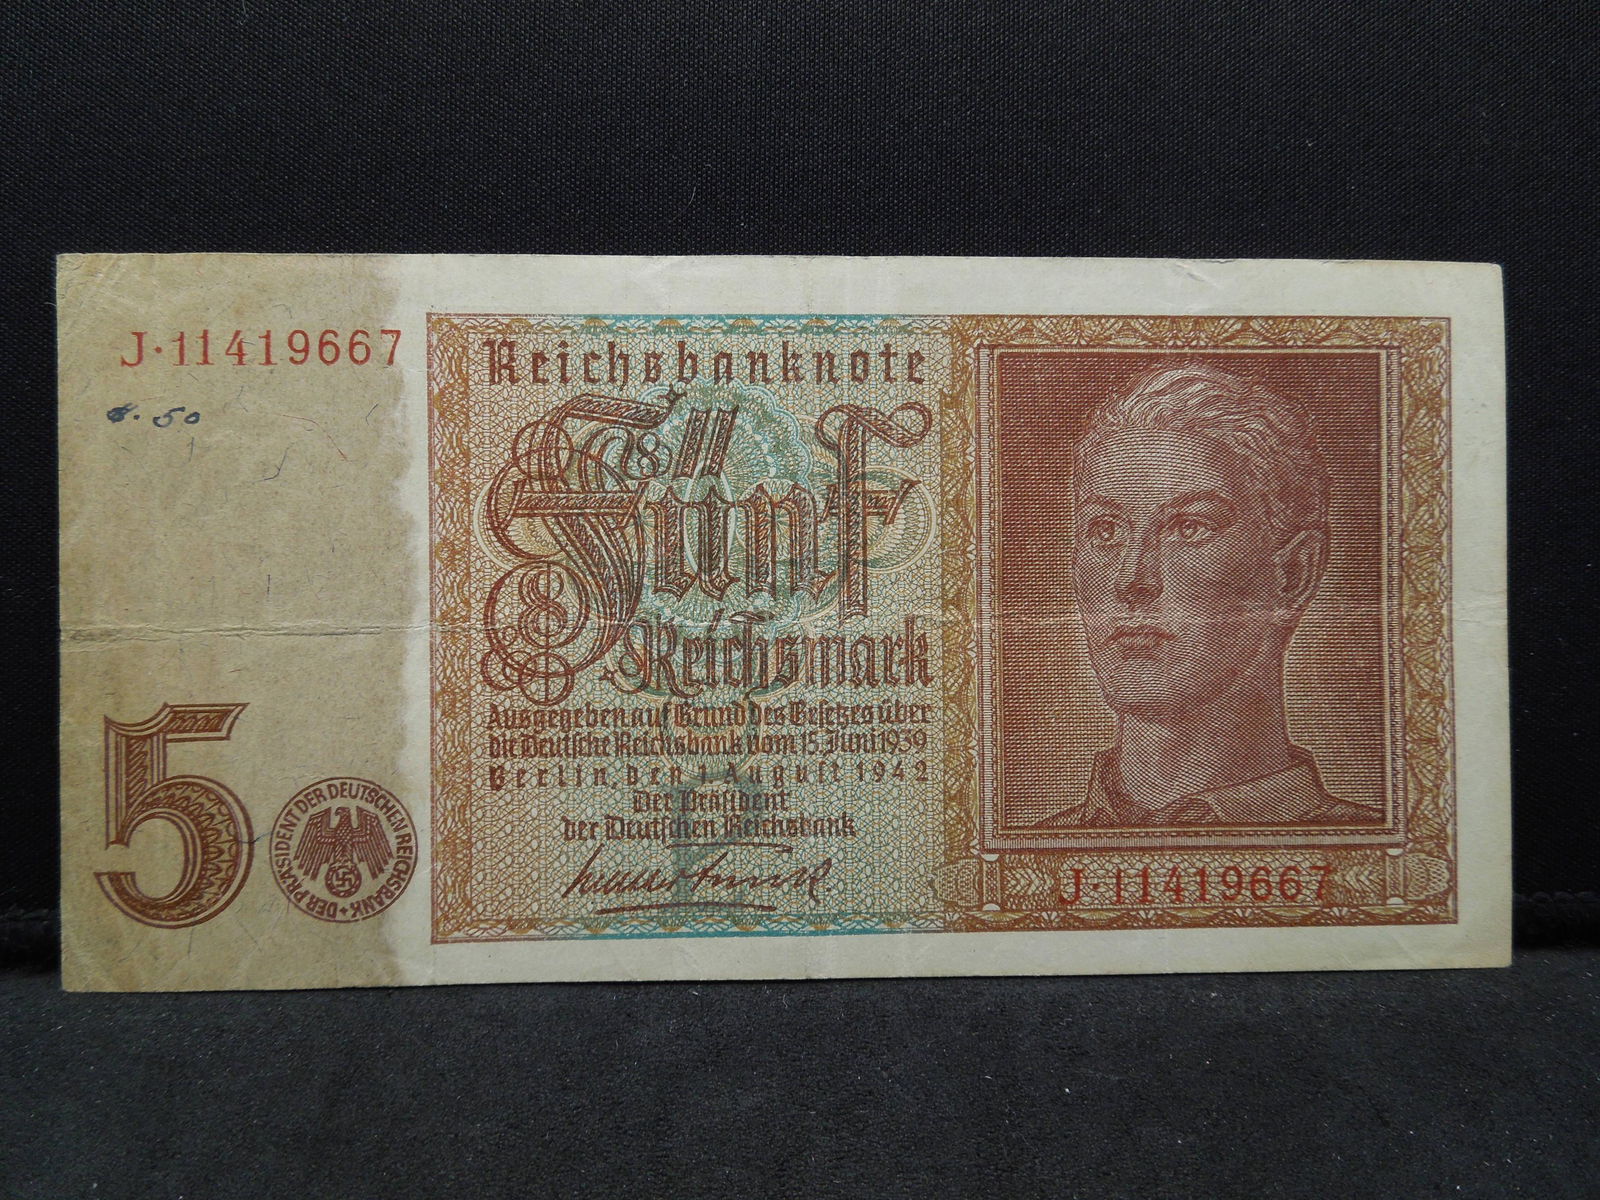 J·11419667
.50
5
DER PRÄSIDENT DER DEUTSCHEN REICHSBANK
Reichsbanknote
Fünf
Reichsmark
Ausgegeben auf Grund des Gesetzes über
die Deutsche Reichsbank vom 15. Juni 1939
Berlin, den 1. August 1942
Der Präsident
der Deutschen Reichsbank
J·11419667